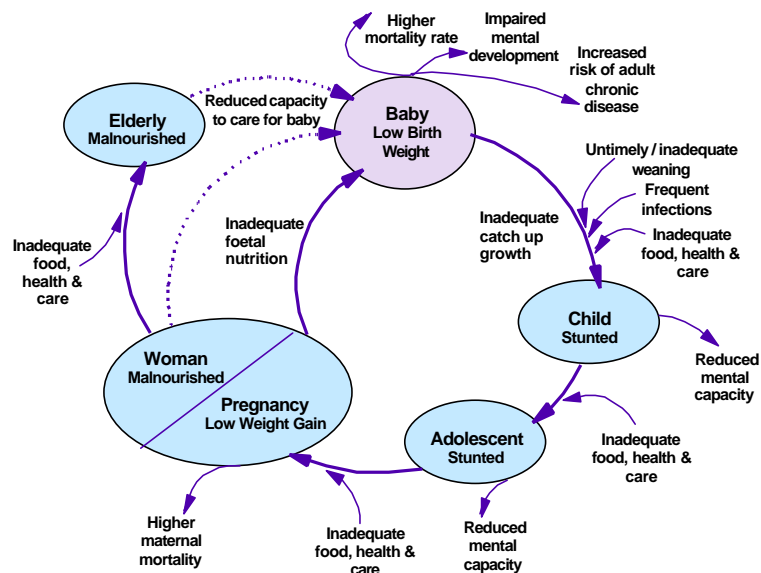 Higher
mortality rate
Impaired
mental
development
Increased
risk of adult
chronic
disease
Elderly
Malnourished
Reduced capacity
to care for baby
Baby
Low Birth
Weight
Untimely / inadequate
weaning
Frequent
infections
Inadequate
food, health
& care
Inadequate
catch up
growth
Inadequate
foetal
nutrition
Inadequate
food,
health &
care
Child
Stunted
Reduced
mental
capacity
Woman
Malnourished
Pregnancy
Low Weight Gain
Adolescent
Stunted
Inadequate
food, health &
care
Higher
maternal
mortality
Inadequate
food, health &
care
Reduced
mental
capacity